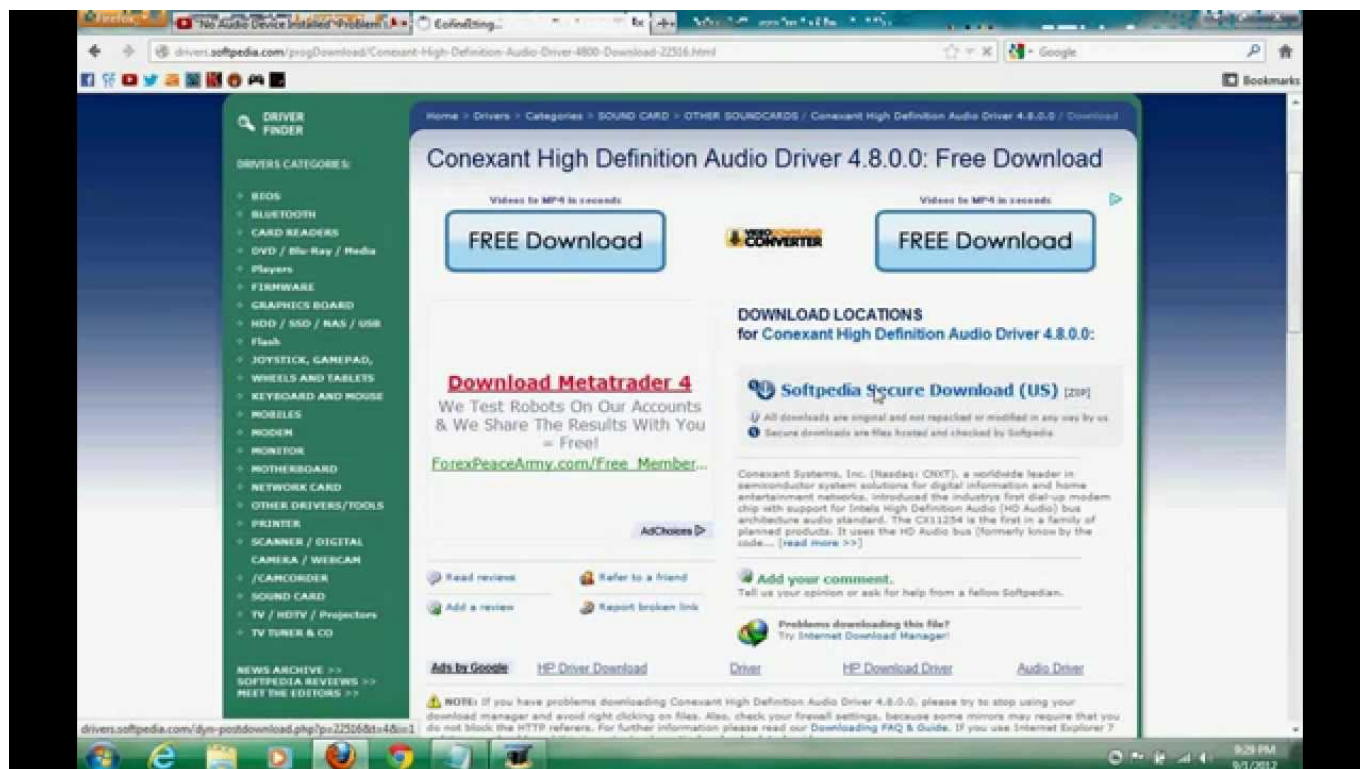 Firefox
No Audio Device Installed "Problem
Connecting...
drivers.softpedia.com/progDownload/Conexant-High-Definition-Audio-Driver-4800-Download-22516.html
Google
Bookmarks
DRIVER FINDER
Home > Drivers > Categories > SOUND CARD > OTHER SOUNDCARDS / Conexant High Definition Audio Driver 4.8.0.0 / Download
Conexant High Definition Audio Driver 4.8.0.0: Free Download
DRIVERS CATEGORIES:
BIOS
BLUETOOTH
CARD READERS
DVD / Blu-Ray / Media
Players
FIRMWARE
GRAPHICS BOARD
HDD / SSD / NAS / USB
Flash
JOYSTICK, GAMEPAD,
WHEELS AND TABLETS
KEYBOARD AND MOUSE
MOBILES
MODEM
MONITOR
MOTHERBOARD
NETWORK CARD
OTHER DRIVERS/TOOLS
PRINTER
SCANNER / DIGITAL
CAMERA / WEBCAM
/CAMCORDER
SOUND CARD
TV / HDTV / Projectors
TV TUNER & CO
NEWS ARCHIVE >>
SOFTPEDIA REVIEWS >>
MEET THE EDITORS >>
Videos to MP4 in seconds
FREE Download
CONVERTER
Videos to MP4 in seconds
FREE Download
Download Metatrader 4
We Test Robots On Our Accounts
& We Share The Results With You
= Free!
ForexPeaceArmy.com/Free_Member...
AdChoices
DOWNLOAD LOCATIONS
for Conexant High Definition Audio Driver 4.8.0.0:
Softpedia Secure Download (US) [ZIP]
All downloads are original and not repacked or modified in any way by us
Secure downloads are files hosted and checked by Softpedia
Conexant Systems, Inc. (Nasdaq: CNXT), a worldwide leader in
semiconductor system solutions for digital information and home
entertainment networks, introduced the industrys first dial-up modem
chip with support for Intels High Definition Audio (HD Audio) bus
architecture audio standard. The CX11254 is the first in a family of
planned products. It uses the HD Audio bus (formerly know by the
code... [read more >>]
Read reviews
Refer to a friend
Add a review
Report broken link
Add your comment.
Tell us your opinion or ask for help from a fellow Softpedian.
Problems downloading this file?
Try Internet Download Manager!
Ads by Google
HP Driver Download
Driver
HP Download Driver
Audio Driver
NOTE: If you have problems downloading Conexant High Definition Audio Driver 4.8.0.0, please try to stop using your
download manager and avoid right clicking on files. Also, check your firewall settings, because some mirrors may require that you
do not block the HTTP referers. For further information please read our Downloading FAQ & Guide. If you use Internet Explorer 7
drivers.softpedia.com/dyn-postdownload.php?p=22516&t=4&i=1
9:29 PM
9/1/2012